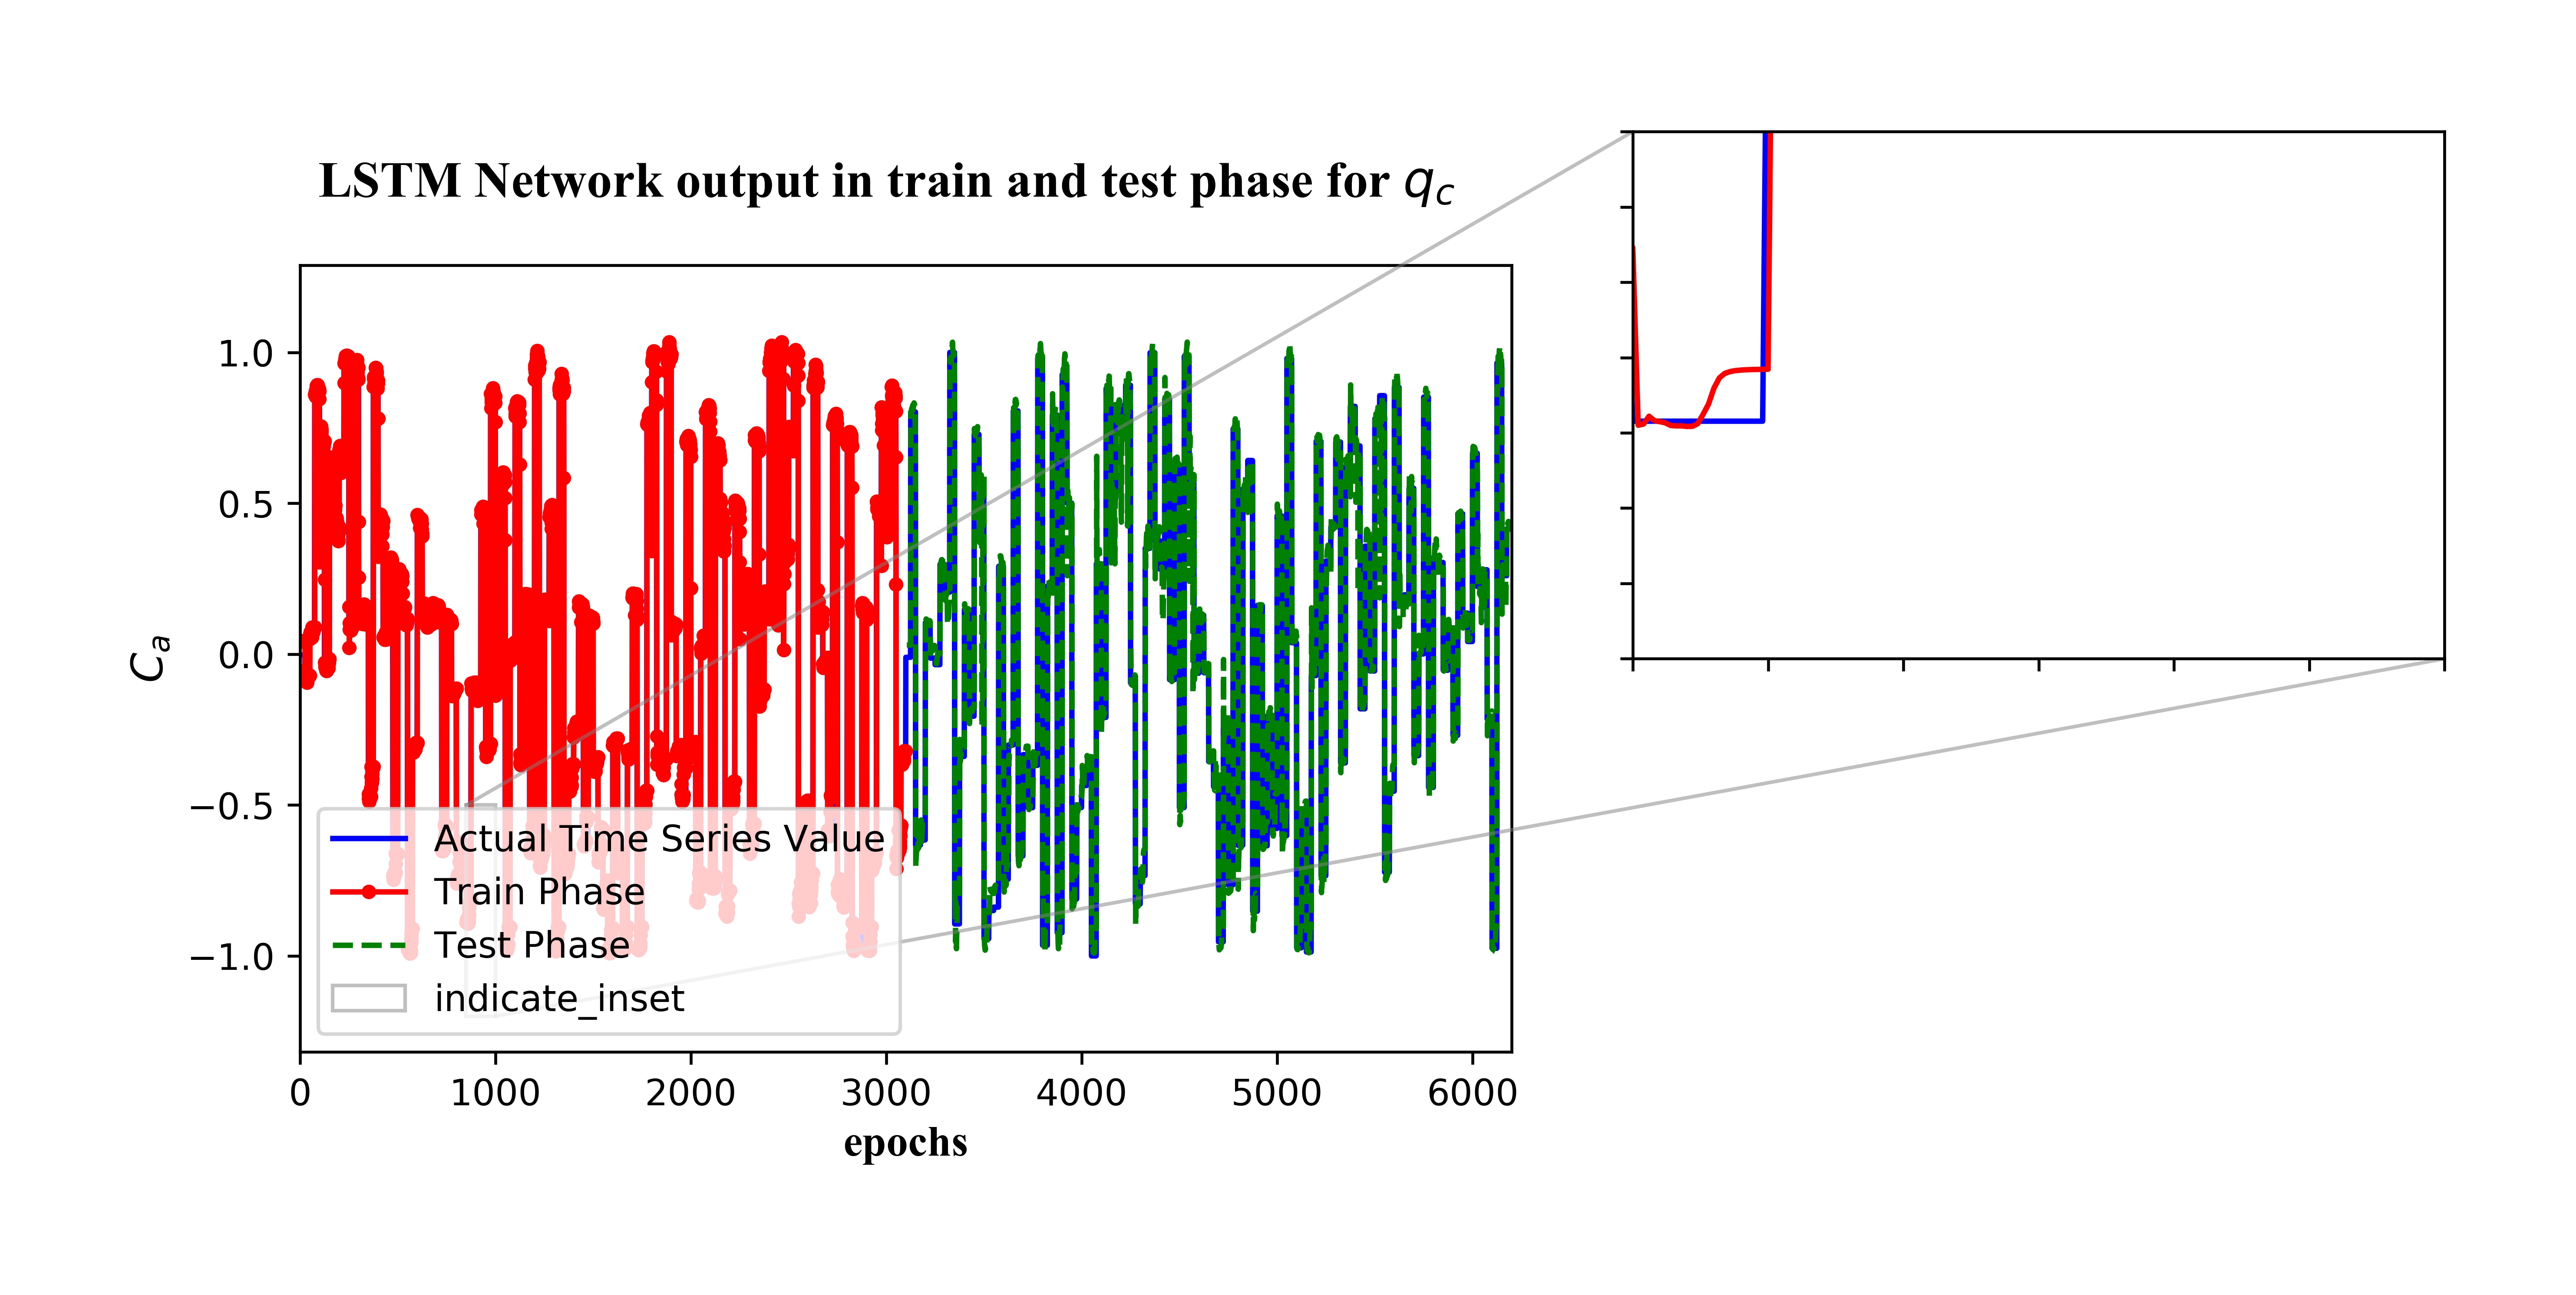 LSTM Network output in train and test phase for q_c
C_a
1.0
0.5
0.0
−0.5
−1.0
Actual Time Series Value
Train Phase
Test Phase
indicate_inset
0 1000 2000 3000 4000 5000 6000
epochs